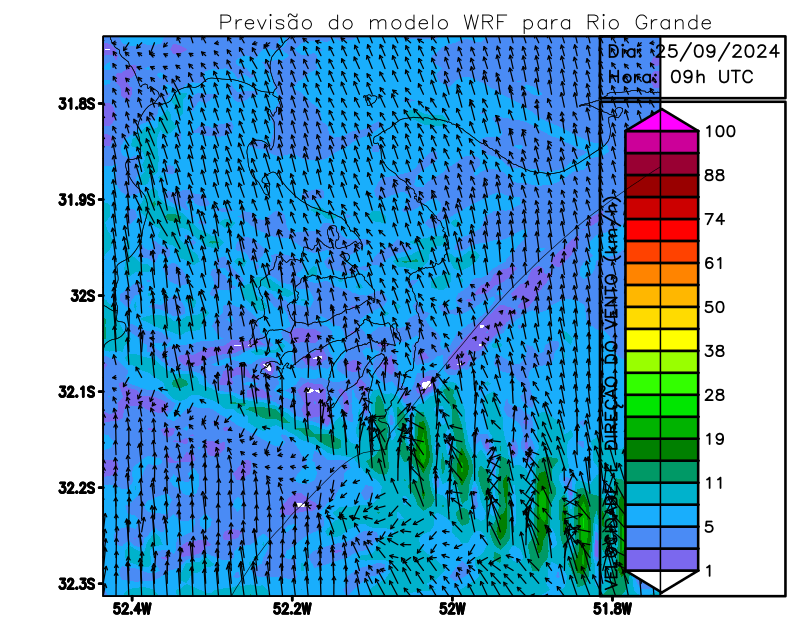 Previsão do modelo WRF para Rio Grande
Dia: 25/09/2024
Hora: 09h UTC
31.8S
31.9S
32S
32.1S
32.2S
32.3S
52.4W
52.2W
52W
51.8W
VELOCIDADE E DIREÇAO DO VENTO (km/h)
100
88
74
61
50
38
28
19
11
5
1